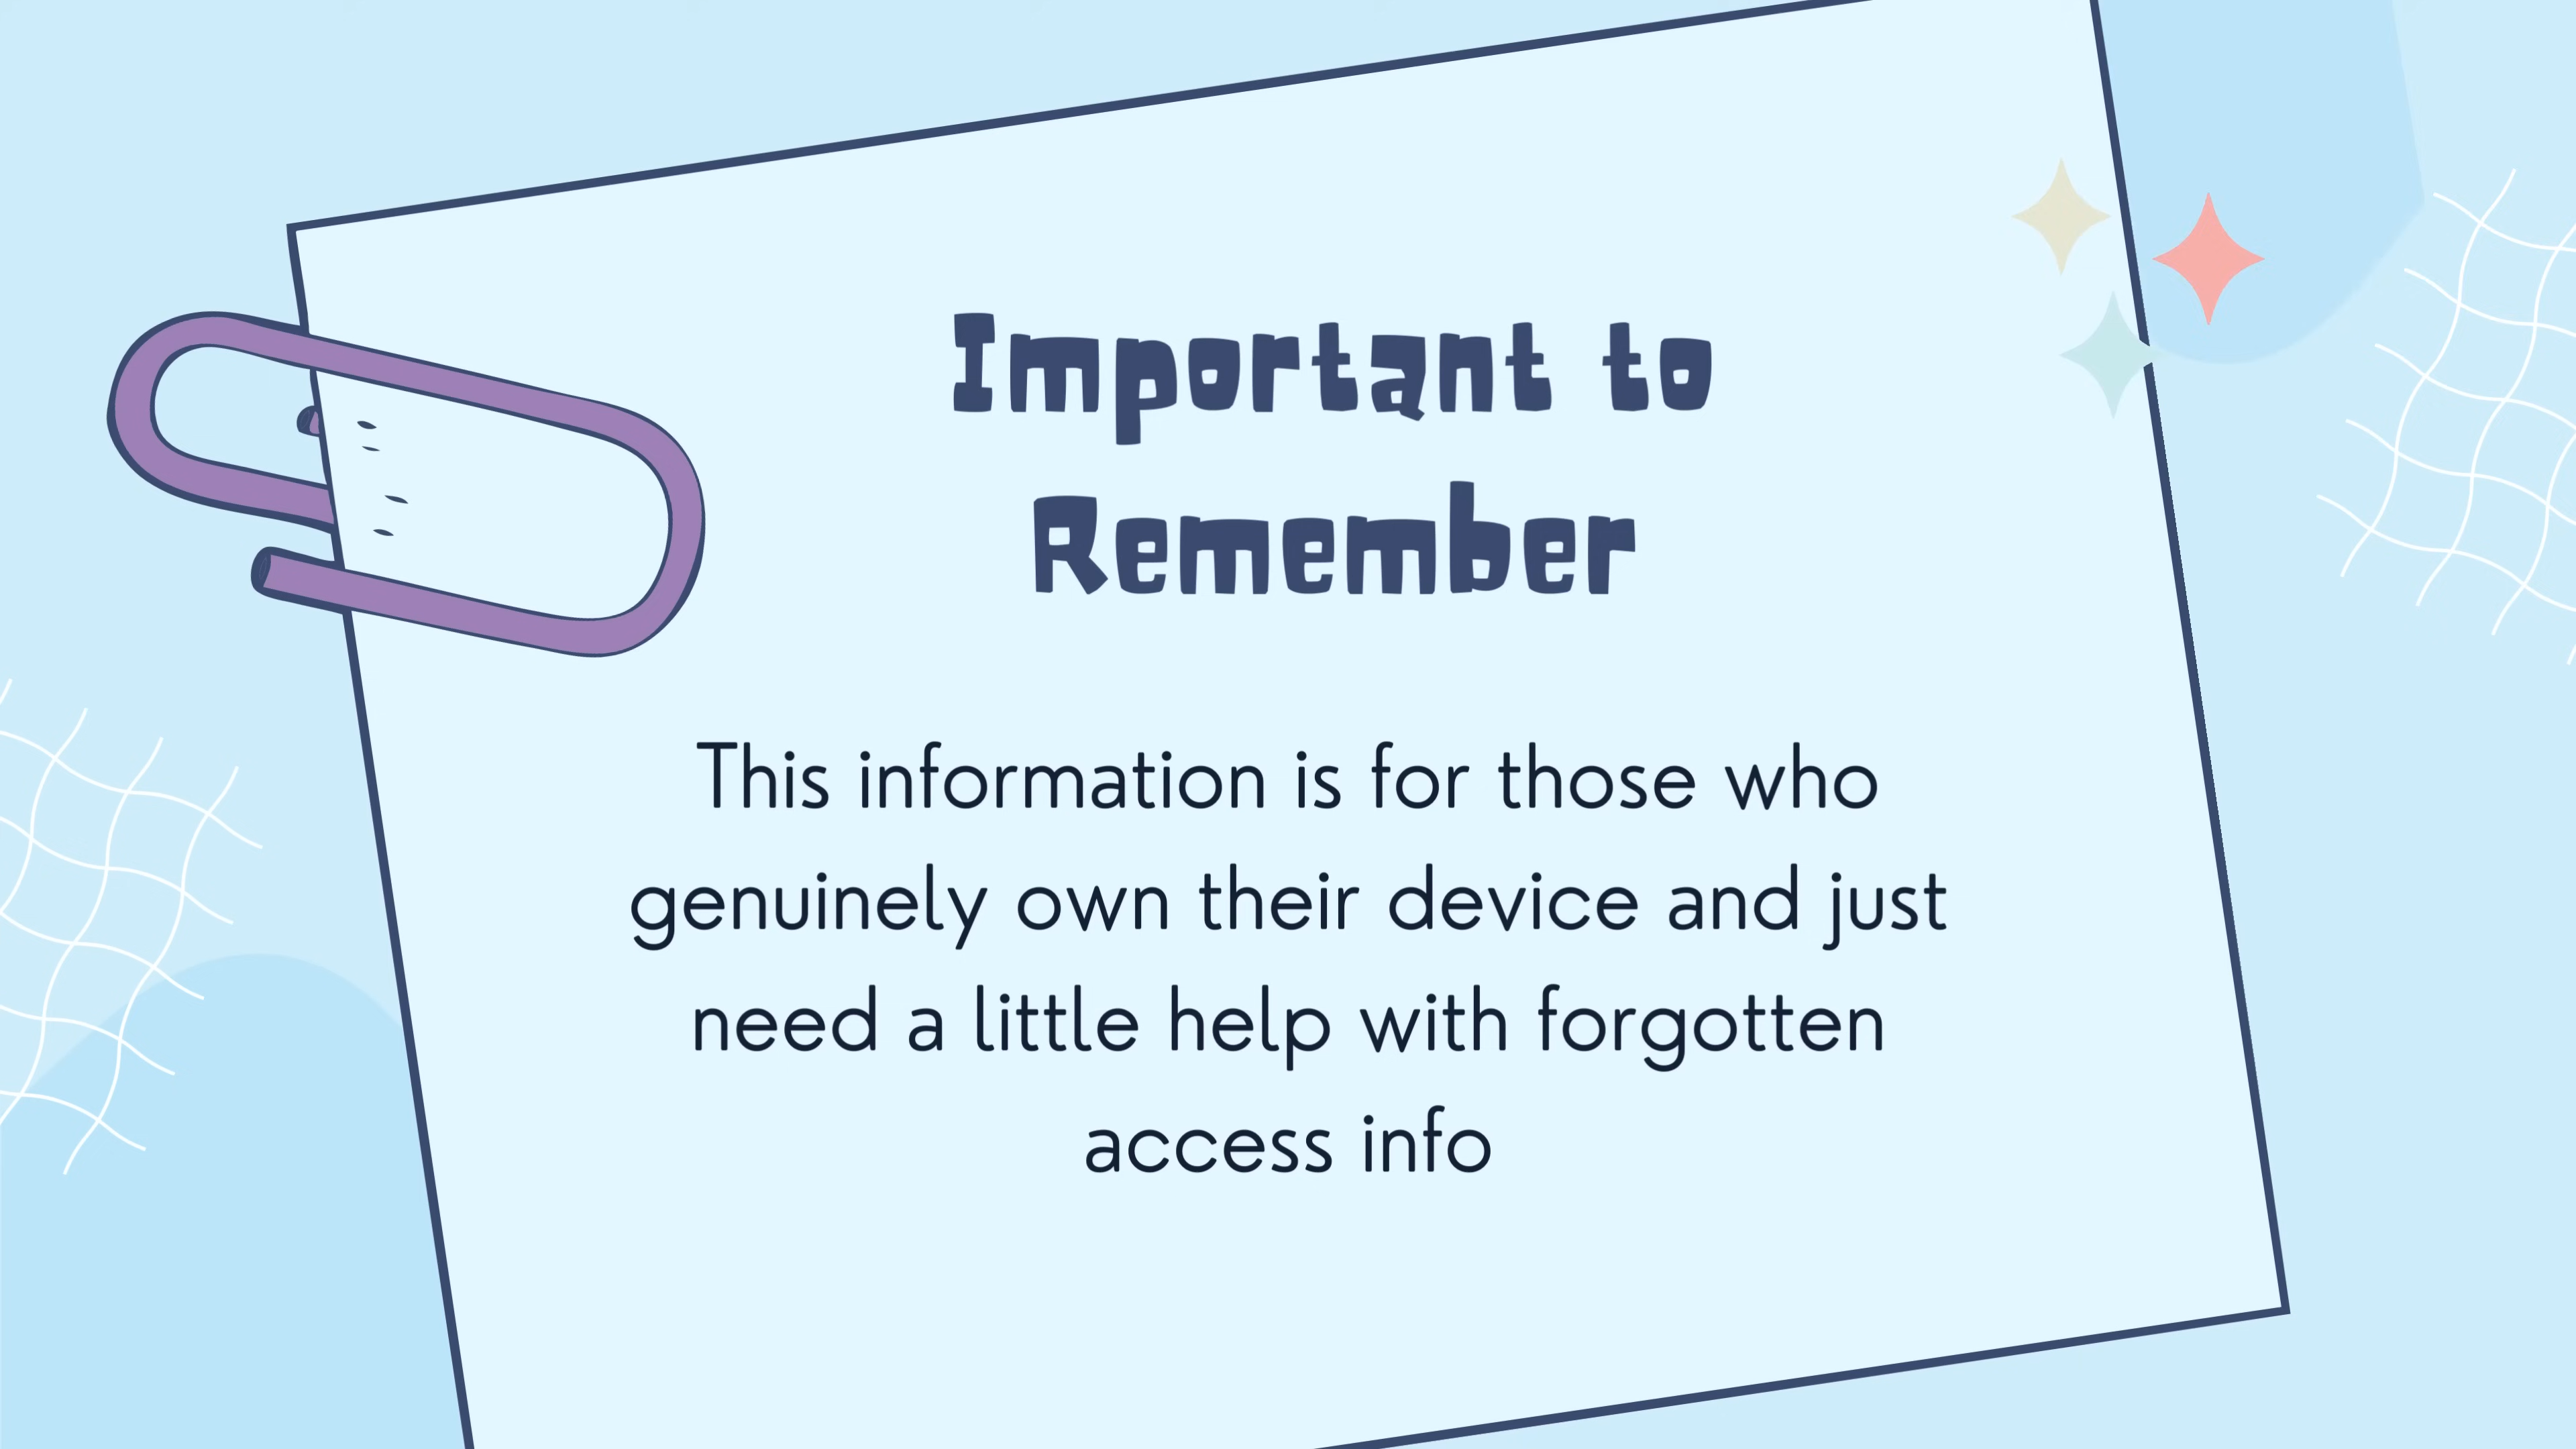 Important to
Remember
This information is for those who
genuinely own their device and just
need a little help with forgotten
access info